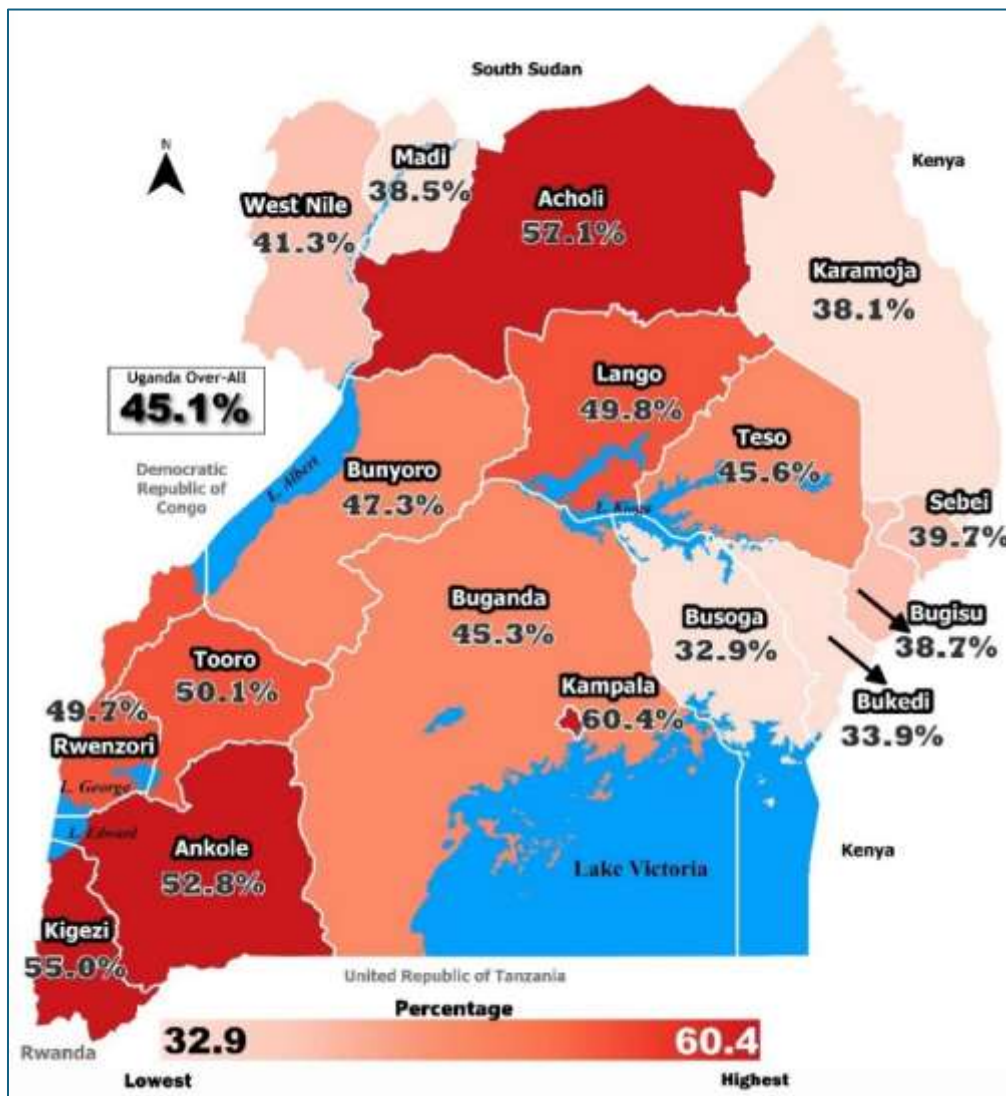 South Sudan
N
Kenya
Madi
38.5%
West Nile
41.3%
Acholi
57.1%
Karamoja
38.1%
Uganda Over-All
45.1%
Lango
49.8%
Teso
45.6%
Democratic
Republic of
Congo
L. Albert
Bunyoro
47.3%
L. Kioga
Sebei
39.7%
Buganda
45.3%
Busoga
32.9%
Bugisu
38.7%
Tooro
50.1%
Kampala
60.4%
Bukedi
33.9%
49.7%
Rwenzori
L. George
L. Edward
Ankole
52.8%
Lake Victoria
Kenya
Kigezi
55.0%
United Republic of Tanzania
Percentage
Rwanda
32.9
60.4
Lowest
Highest